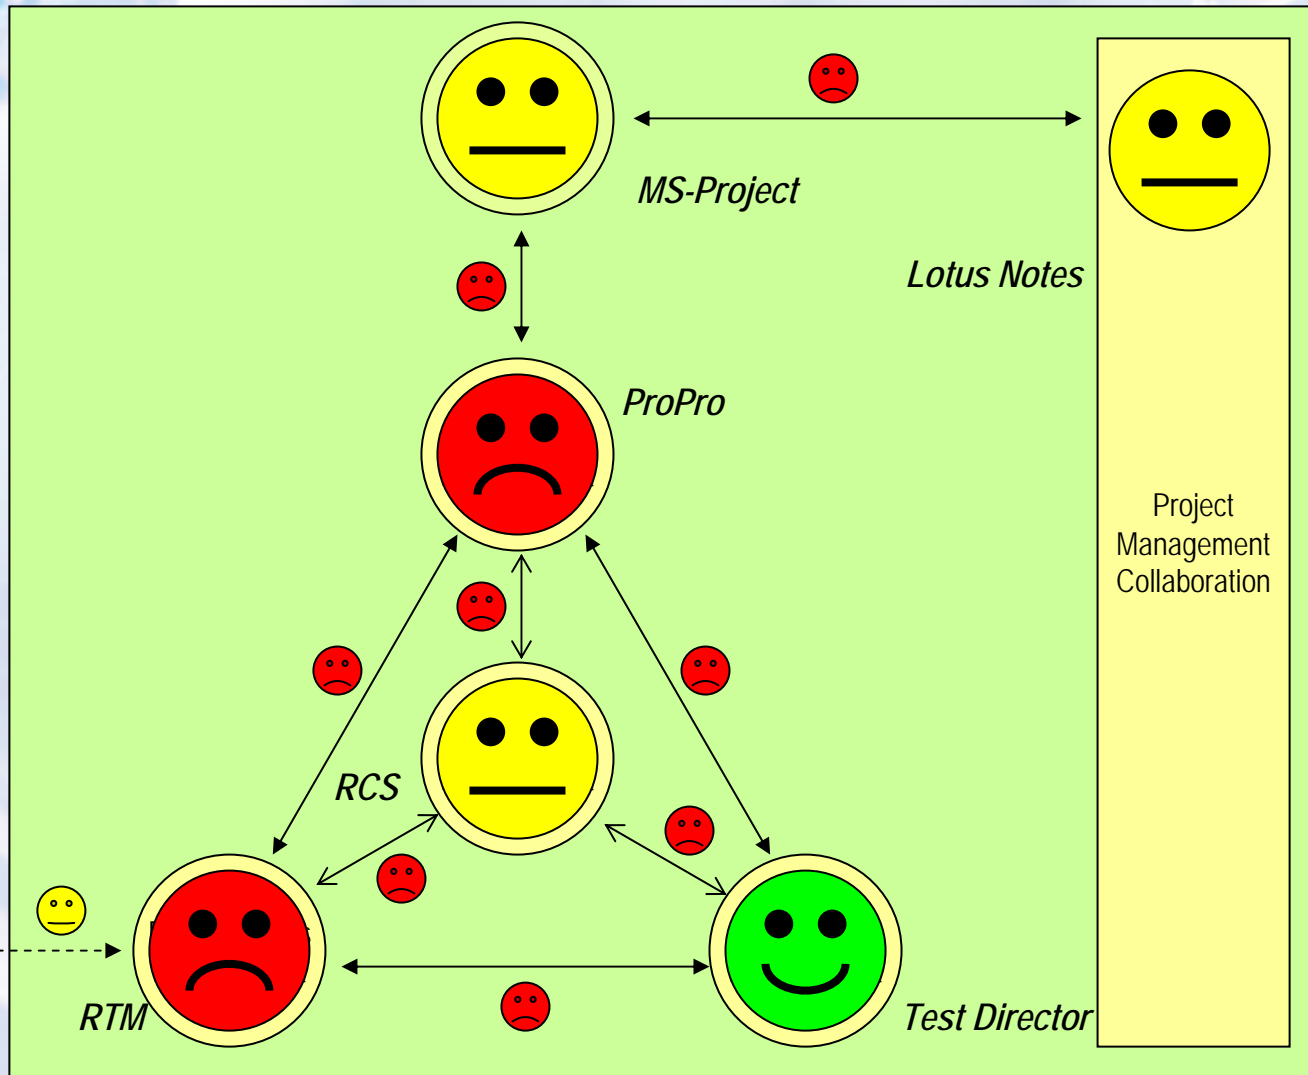 MS-Project
Lotus Notes
ProPro
Project
Management
Collaboration
RCS
RTM
Test Director